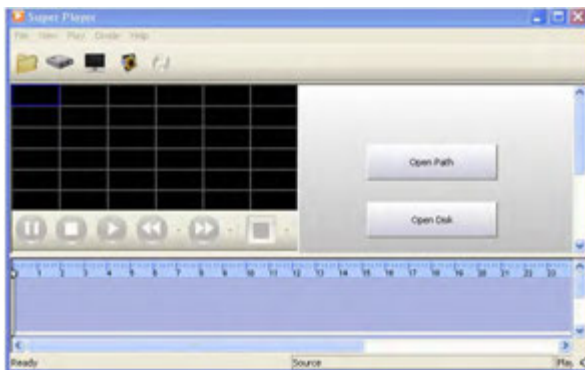 Super Player
File View Play Divide Help
Open Path
Open Disk
1 2 3 4 5 6 7 8 9 10 11 12 13 14 15 16 17 18 19 20 21 22 23
Ready Source